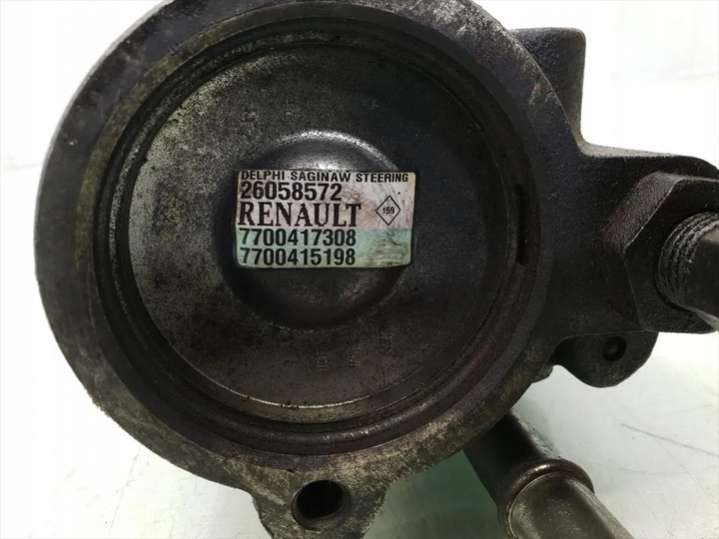 DELPHI SAGINAW STEERING
26058572
RENAULT
7700417308
7700415198